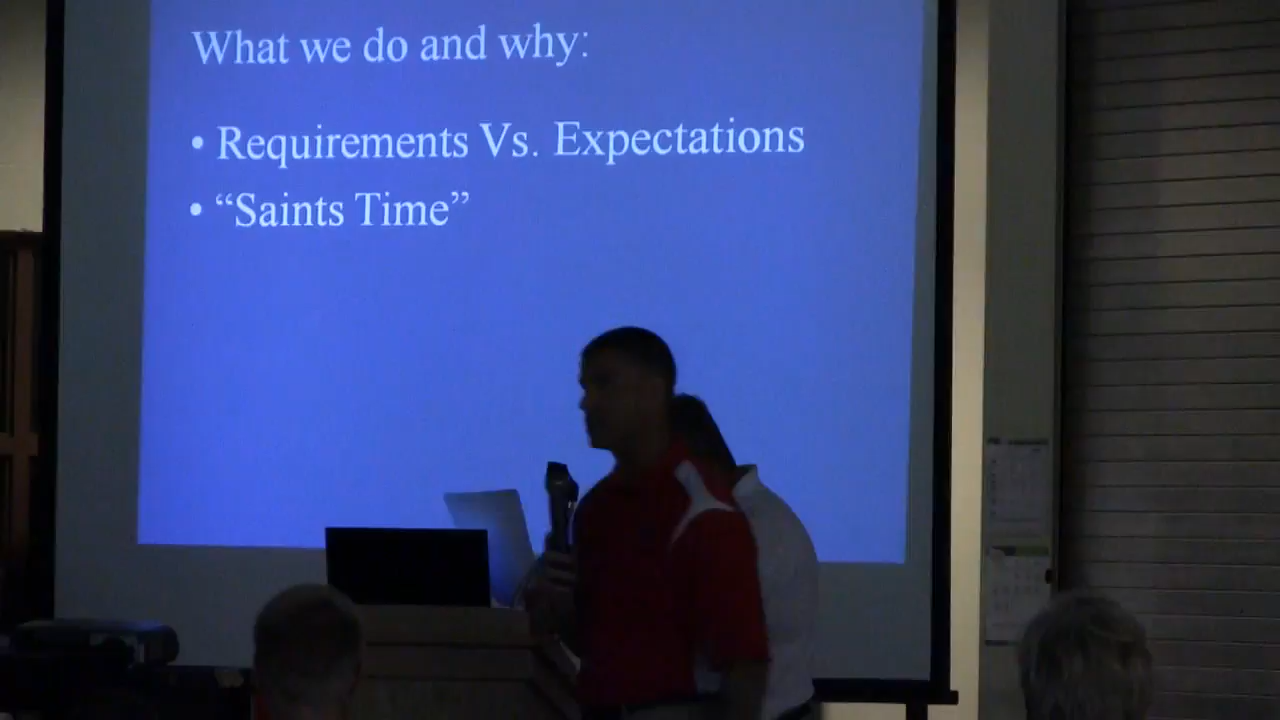 What we do and why:
• Requirements Vs. Expectations
• “Saints Time”